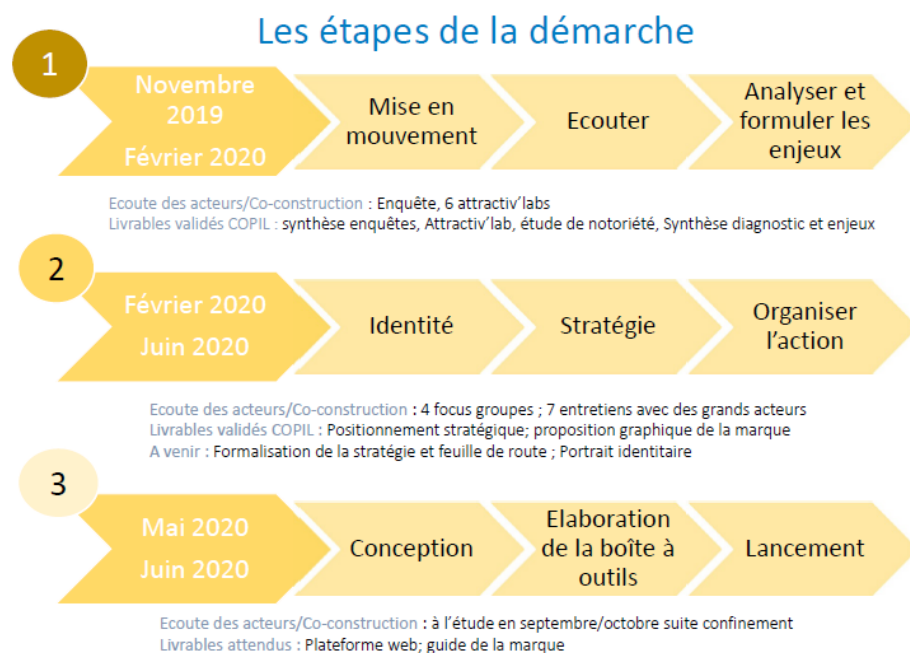 Les étapes de la démarche
1
Novembre
2019
Février 2020
Mise en
mouvement
Ecouter
Analyser et
formuler les
enjeux
Ecoute des acteurs/Co-construction : Enquête, 6 attractiv'labs
Livrables validés COPIL : synthèse enquêtes, Attractiv'lab, étude de notoriété, Synthèse diagnostic et enjeux
2
Février 2020
Juin 2020
Identité
Stratégie
Organiser
l'action
Ecoute des acteurs/Co-construction : 4 focus groupes ; 7 entretiens avec des grands acteurs
Livrables validés COPIL : Positionnement stratégique; proposition graphique de la marque
A venir : Formalisation de la stratégie et feuille de route ; Portrait identitaire
3
Mai 2020
Juin 2020
Conception
Elaboration
de la boîte à
outils
Lancement
Ecoute des acteurs/Co-construction : à l'étude en septembre/octobre suite confinement
Livrables attendus : Plateforme web; guide de la marque